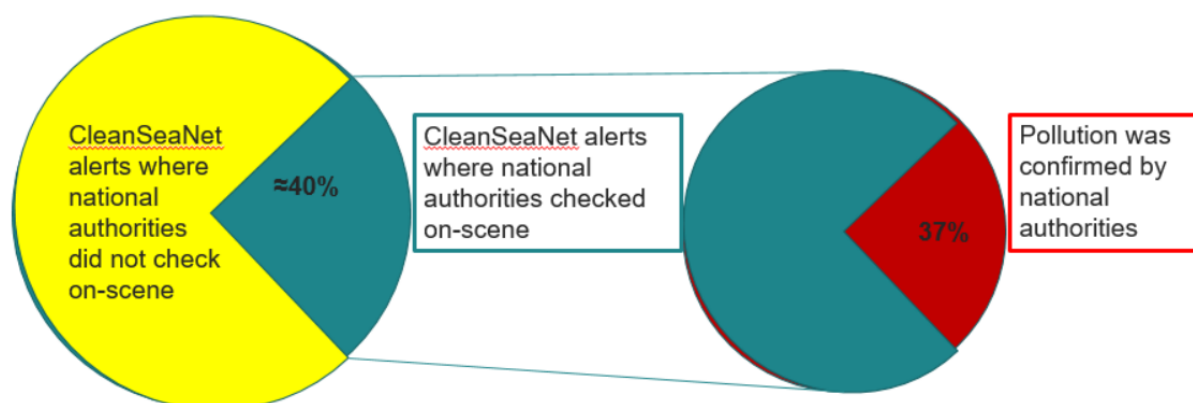 CleanSeaNet
alerts where
national
authorities
did not check
on-scene
≈40%
CleanSeaNet alerts
where national
authorities checked
on-scene
37%
Pollution was
confirmed by
national
authorities